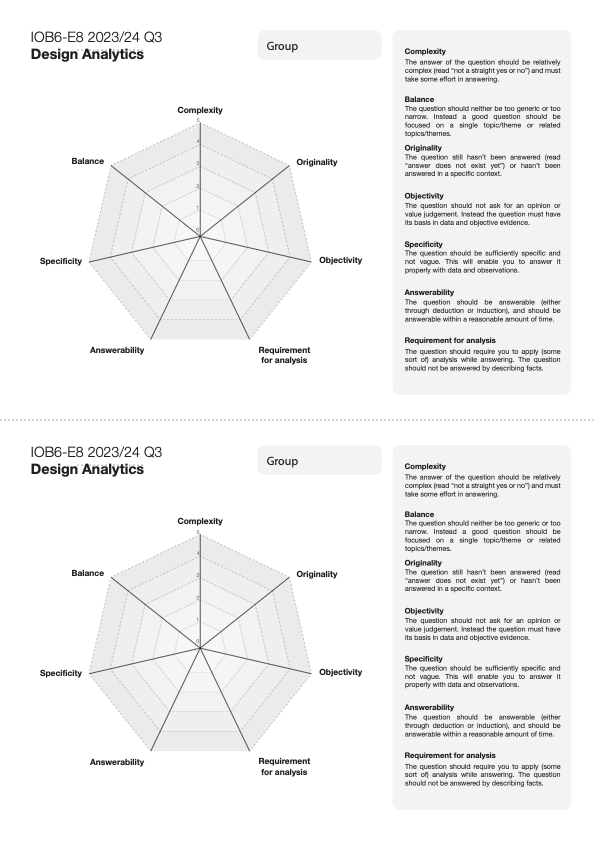 IOB6-E8 2023/24 Q3
Design Analytics
Group
Complexity
5
4
3
2
1
0
Balance
Originality
Specificity
Objectivity
Answerability
Requirement
for analysis
Complexity
The answer of the question should be relatively
complex (read “not a straight yes or no”) and must
take some effort in answering.
Balance
The question should neither be too generic or too
narrow. Instead a good question should be
focused on a single topic/theme or related
topics/themes.
Originality
The question still hasn’t been answered (read
“answer does not exist yet”) or hasn’t been
answered in a specific context.
Objectivity
The question should not ask for an opinion or
value judgement. Instead the question must have
its basis in data and objective evidence.
Specificity
The question should be sufficiently specific and
not vague. This will enable you to answer it
properly with data and observations.
Answerability
The question should be answerable (either
through deduction or induction), and should be
answerable within a reasonable amount of time.
Requirement for analysis
The question should require you to apply (some
sort of) analysis while answering. The question
should not be answered by describing facts.
IOB6-E8 2023/24 Q3
Design Analytics
Group
Complexity
5
4
3
2
1
0
Balance
Originality
Specificity
Objectivity
Answerability
Requirement
for analysis
Complexity
The answer of the question should be relatively
complex (read “not a straight yes or no”) and must
take some effort in answering.
Balance
The question should neither be too generic or too
narrow. Instead a good question should be
focused on a single topic/theme or related
topics/themes.
Originality
The question still hasn’t been answered (read
“answer does not exist yet”) or hasn’t been
answered in a specific context.
Objectivity
The question should not ask for an opinion or
value judgement. Instead the question must have
its basis in data and objective evidence.
Specificity
The question should be sufficiently specific and
not vague. This will enable you to answer it
properly with data and observations.
Answerability
The question should be answerable (either
through deduction or induction), and should be
answerable within a reasonable amount of time.
Requirement for analysis
The question should require you to apply (some
sort of) analysis while answering. The question
should not be answered by describing facts.